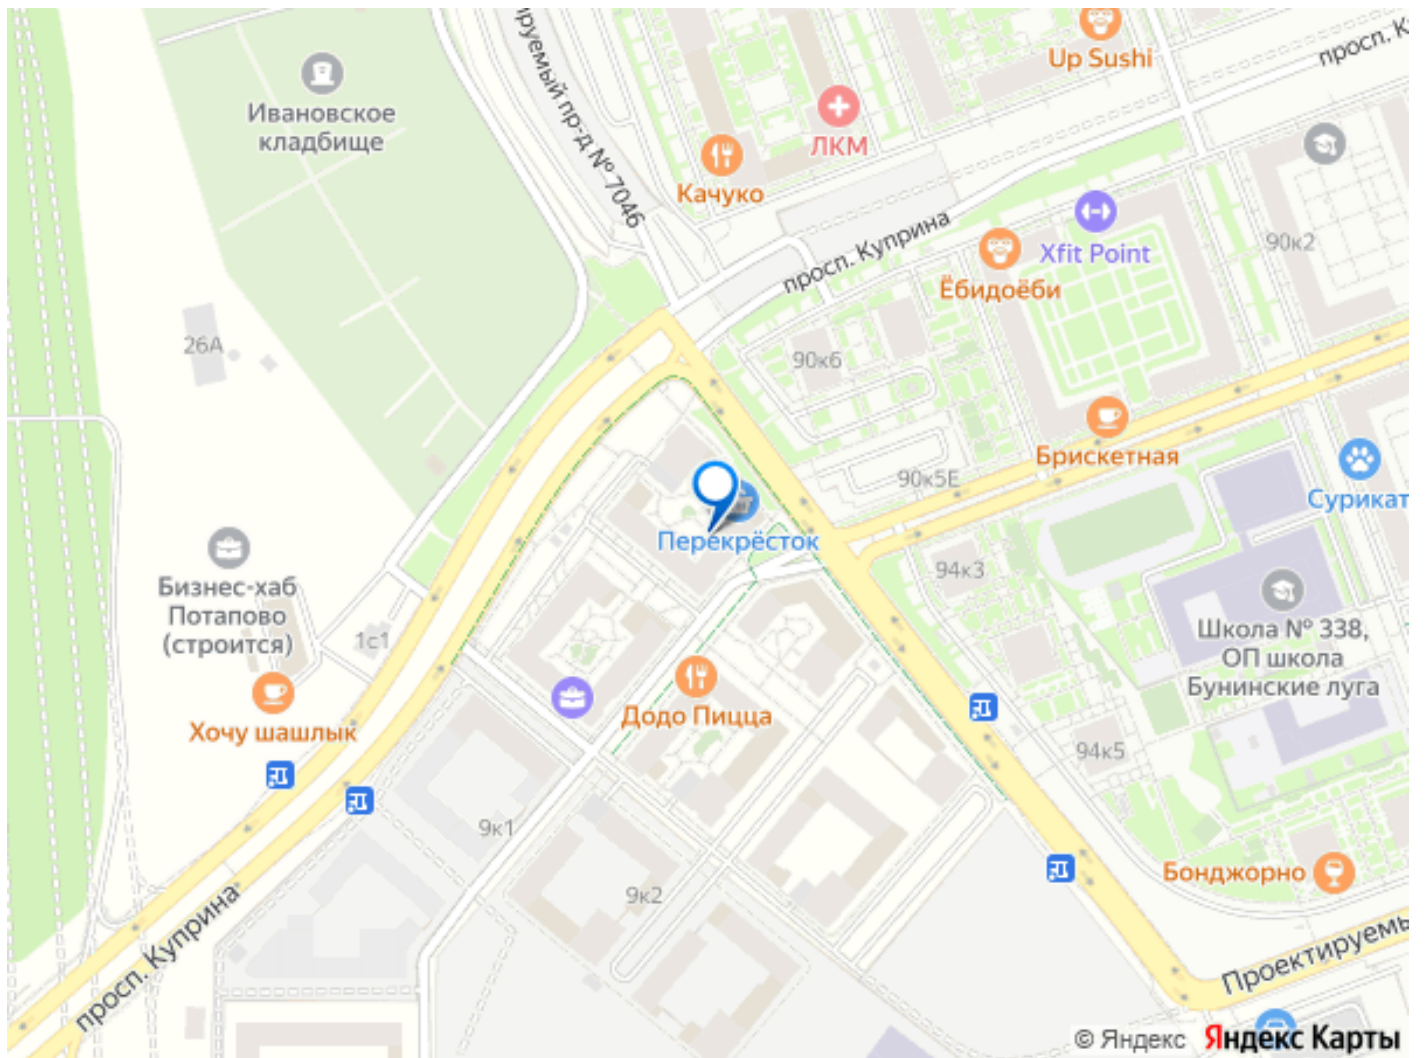 Up Sushi
просп. К
Ивановское
кладбище
ируемый пр-д № 7046
ЛКМ
Качуко
просп. Куприна
Xfit Point
90к2
Ёбидоёби
26А
90к6
Брискетная
90к5Е
Сурикат
Перекрёсток
94к3
Бизнес-хаб
Потапово
(строится)
1с1
Школа № 338,
ОП школа
Бунинские луга
Додо Пицца
Хочу шашлык
94к5
9к1
Бонджорно
9к2
просп. Куприна
Проектируемы
© Яндекс Яндекс Карты